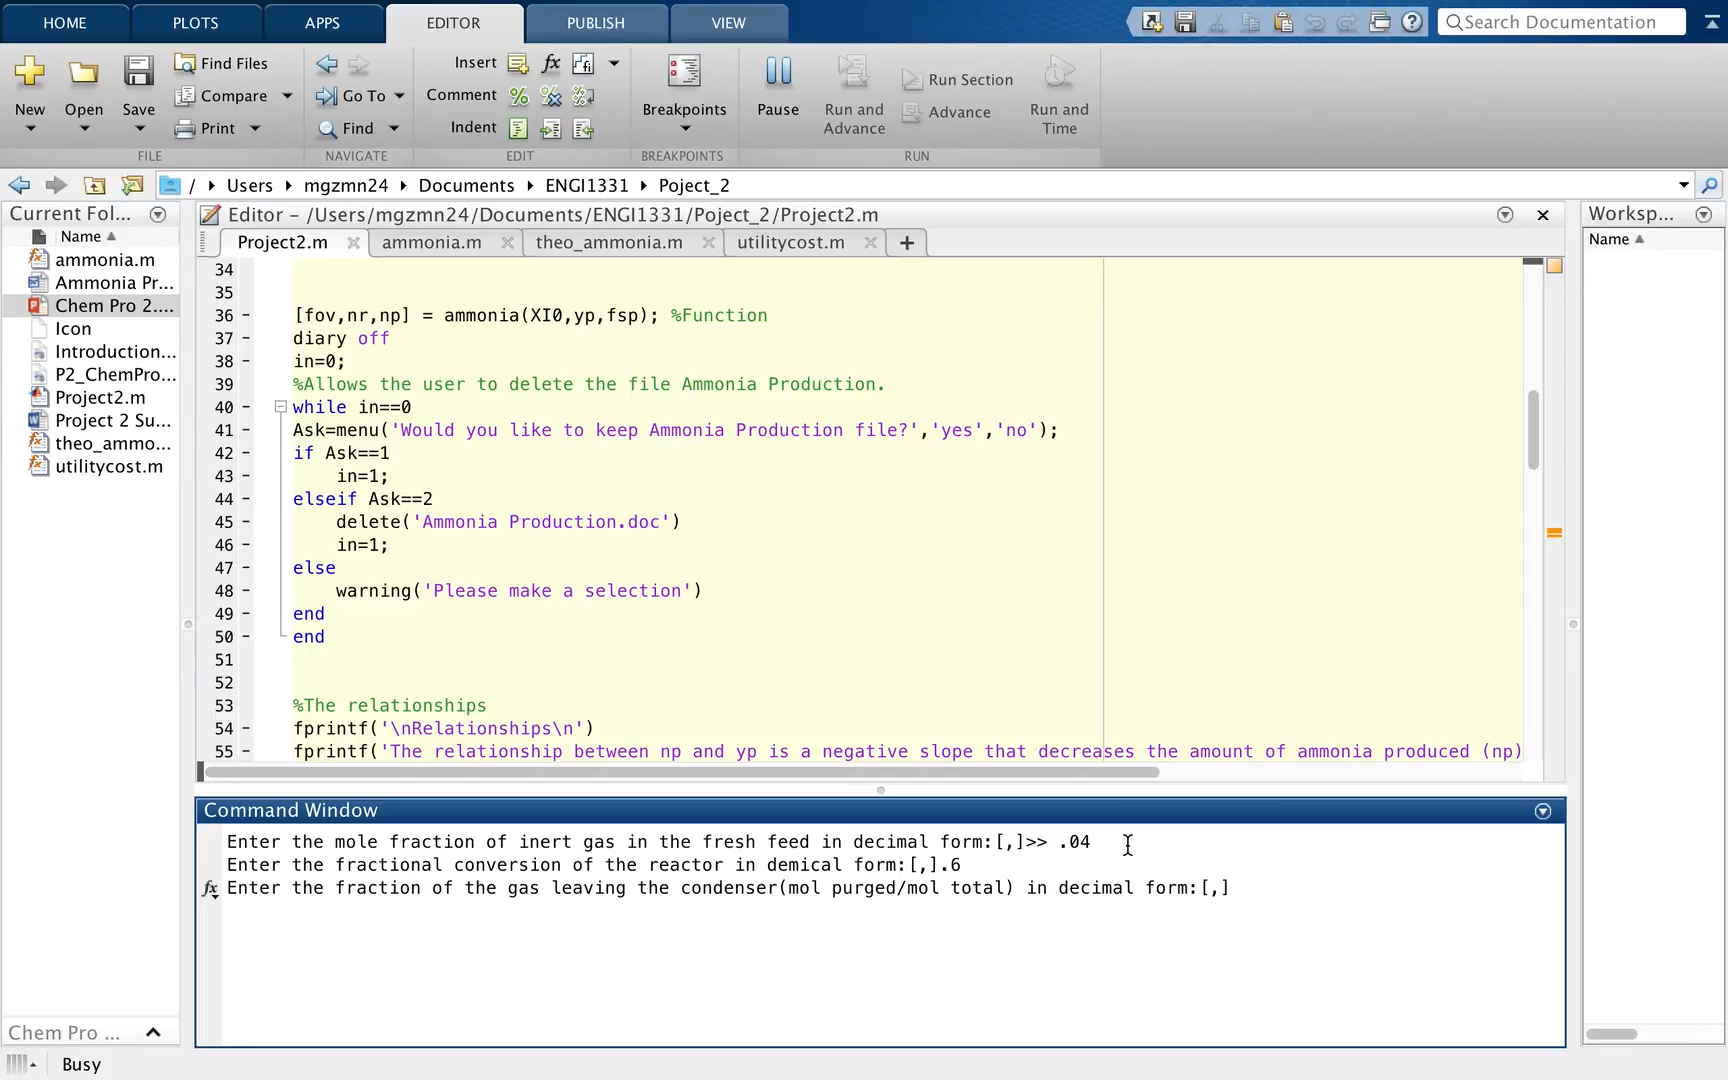 HOME PLOTS APPS EDITOR PUBLISH VIEW
Search Documentation
New
Open
Save
Find Files
Compare
Print
FILE
Go To
Find
NAVIGATE
Insert
Comment
Indent
EDIT
Breakpoints
BREAKPOINTS
Pause
Run and Advance
Run Section
Advance
Run and Time
RUN
/ Users mgzmn24 Documents ENGI1331 Poject_2
Current Fol...
Name
ammonia.m
Ammonia Pr...
Chem Pro 2....
Icon
Introduction...
P2_ChemPro...
Project2.m
Project 2 Su...
theo_ammo...
utilitycost.m
Chem Pro ...
Editor - /Users/mgzmn24/Documents/ENGI1331/Poject_2/Project2.m
Project2.m ammonia.m theo_ammonia.m utilitycost.m
34
35
36 - [fov,nr,np] = ammonia(XI0,yp,fsp); %Function
37 - diary off
38 - in=0;
39 %Allows the user to delete the file Ammonia Production.
40 - while in==0
41 - Ask=menu('Would you like to keep Ammonia Production file?','yes','no');
42 - if Ask==1
43 - in=1;
44 - elseif Ask==2
45 - delete('Ammonia Production.doc')
46 - in=1;
47 - else
48 - warning('Please make a selection')
49 - end
50 - end
51
52
53 %The relationships
54 - fprintf('\nRelationships\n')
55 - fprintf('The relationship between np and yp is a negative slope that decreases the amount of ammonia produced (np)
Command Window
Enter the mole fraction of inert gas in the fresh feed in decimal form:[,]>> .04
Enter the fractional conversion of the reactor in demical form:[,].6
fx Enter the fraction of the gas leaving the condenser(mol purged/mol total) in decimal form:[,]
Worksp...
Name
Busy